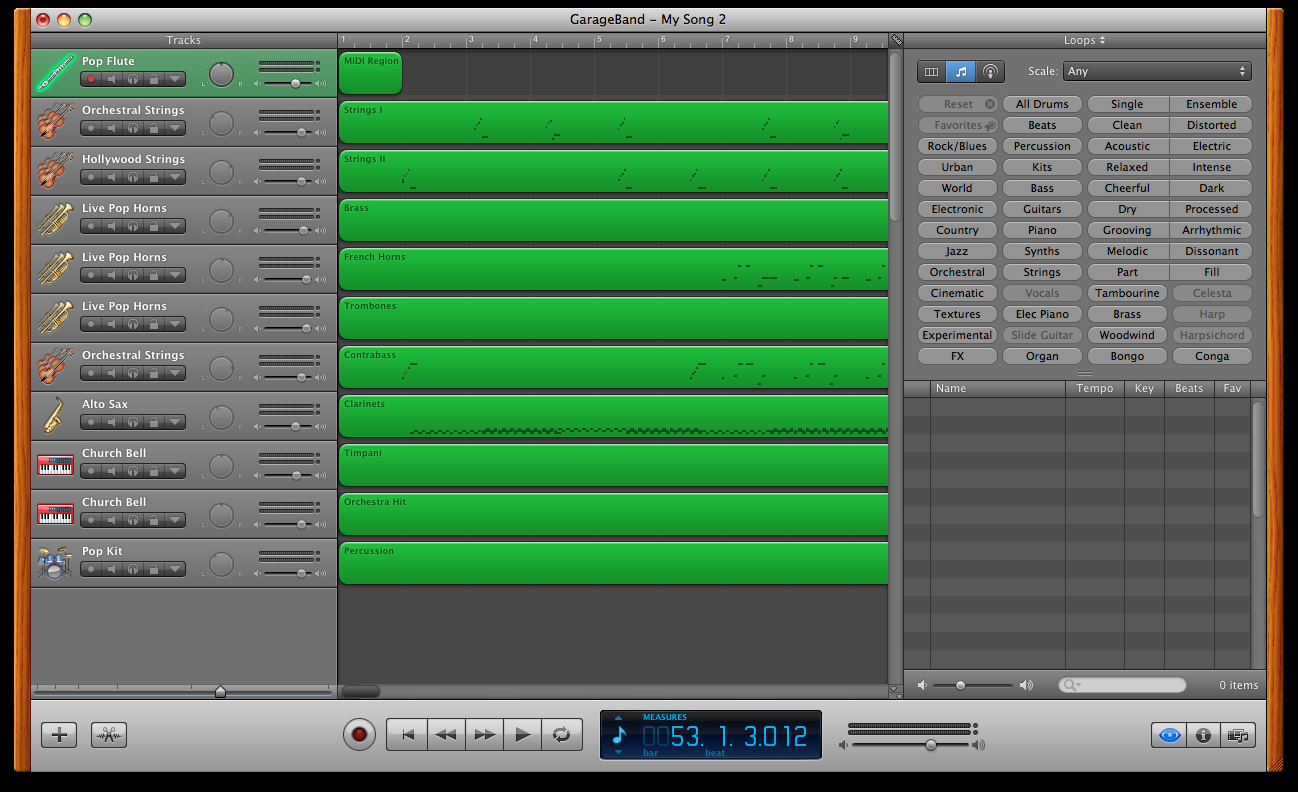 GarageBand – My Song 2
Tracks
1 2 3 4 5 6 7 8 9
Loops
Pop Flute
MIDI Region
Orchestral Strings
Strings I
Hollywood Strings
Strings II
Live Pop Horns
Brass
Live Pop Horns
French Horns
Live Pop Horns
Trombones
Orchestral Strings
Contrabass
Alto Sax
Clarinets
Church Bell
Timpani
Church Bell
Orchestra Hit
Pop Kit
Percussion
Scale: Any
Reset All Drums Single Ensemble
Favorites Beats Clean Distorted
Rock/Blues Percussion Acoustic Electric
Urban Kits Relaxed Intense
World Bass Cheerful Dark
Electronic Guitars Dry Processed
Country Piano Grooving Arrhythmic
Jazz Synths Melodic Dissonant
Orchestral Strings Part Fill
Cinematic Vocals Tambourine Celesta
Textures Elec Piano Brass Harp
Experimental Slide Guitar Woodwind Harpsichord
FX Organ Bongo Conga
Name Tempo Key Beats Fav
0 items
MEASURES
0053. 1. 3.012
bar beat